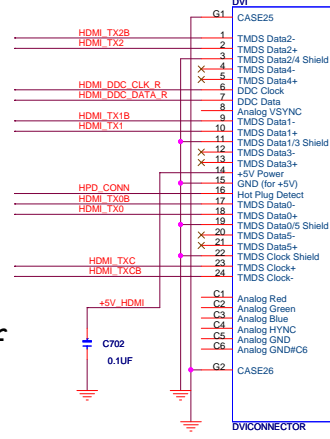 DVI
G1 CASE25
HDMI_TX2B 1 TMDS Data2-
HDMI_TX2 2 TMDS Data2+
3 TMDS Data2/4 Shield
4 TMDS Data4-
5 TMDS Data4+
HDMI_DDC_CLK_R 6 DDC Clock
HDMI_DDC_DATA_R 7 DDC Data
8 Analog VSYNC
HDMI_TX1B 9 TMDS Data1-
HDMI_TX1 10 TMDS Data1+
11 TMDS Data1/3 Shield
12 TMDS Data3-
13 TMDS Data3+
14 +5V Power
15 GND (for +5V)
HPD_CONN 16 Hot Plug Detect
HDMI_TX0B 17 TMDS Data0-
HDMI_TX0 18 TMDS Data0+
19 TMDS Data0/5 Shield
20 TMDS Data5-
21 TMDS Data5+
22 TMDS Clock Shield
HDMI_TXC 23 TMDS Clock+
HDMI_TXCB 24 TMDS Clock-
+5V_HDMI
C1 Analog Red
C2 Analog Green
C3 Analog Blue
C4 Analog HYNC
C5 Analog GND
C6 Analog GND#C6
C702
0.1UF
G2 CASE26
DVICONNECTOR